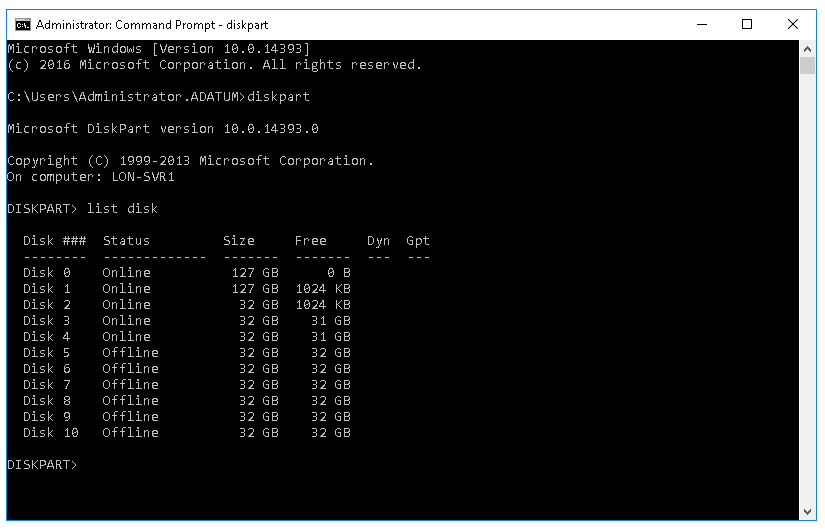 Administrator: Command Prompt - diskpart
Microsoft Windows [Version 10.0.14393]
(c) 2016 Microsoft Corporation. All rights reserved.
C:\Users\Administrator.ADATUM>diskpart
Microsoft DiskPart version 10.0.14393.0
Copyright (C) 1999-2013 Microsoft Corporation.
On computer: LON-SVR1
DISKPART> list disk
  Disk ###  Status         Size     Free     Dyn  Gpt
  --------  -------------  -------  -------  ---  ---
  Disk 0    Online          127 GB      0 B
  Disk 1    Online          127 GB  1024 KB
  Disk 2    Online           32 GB  1024 KB
  Disk 3    Online           32 GB    31 GB
  Disk 4    Online           32 GB    31 GB
  Disk 5    Offline          32 GB    32 GB
  Disk 6    Offline          32 GB    32 GB
  Disk 7    Offline          32 GB    32 GB
  Disk 8    Offline          32 GB    32 GB
  Disk 9    Offline          32 GB    32 GB
  Disk 10   Offline          32 GB    32 GB
DISKPART>